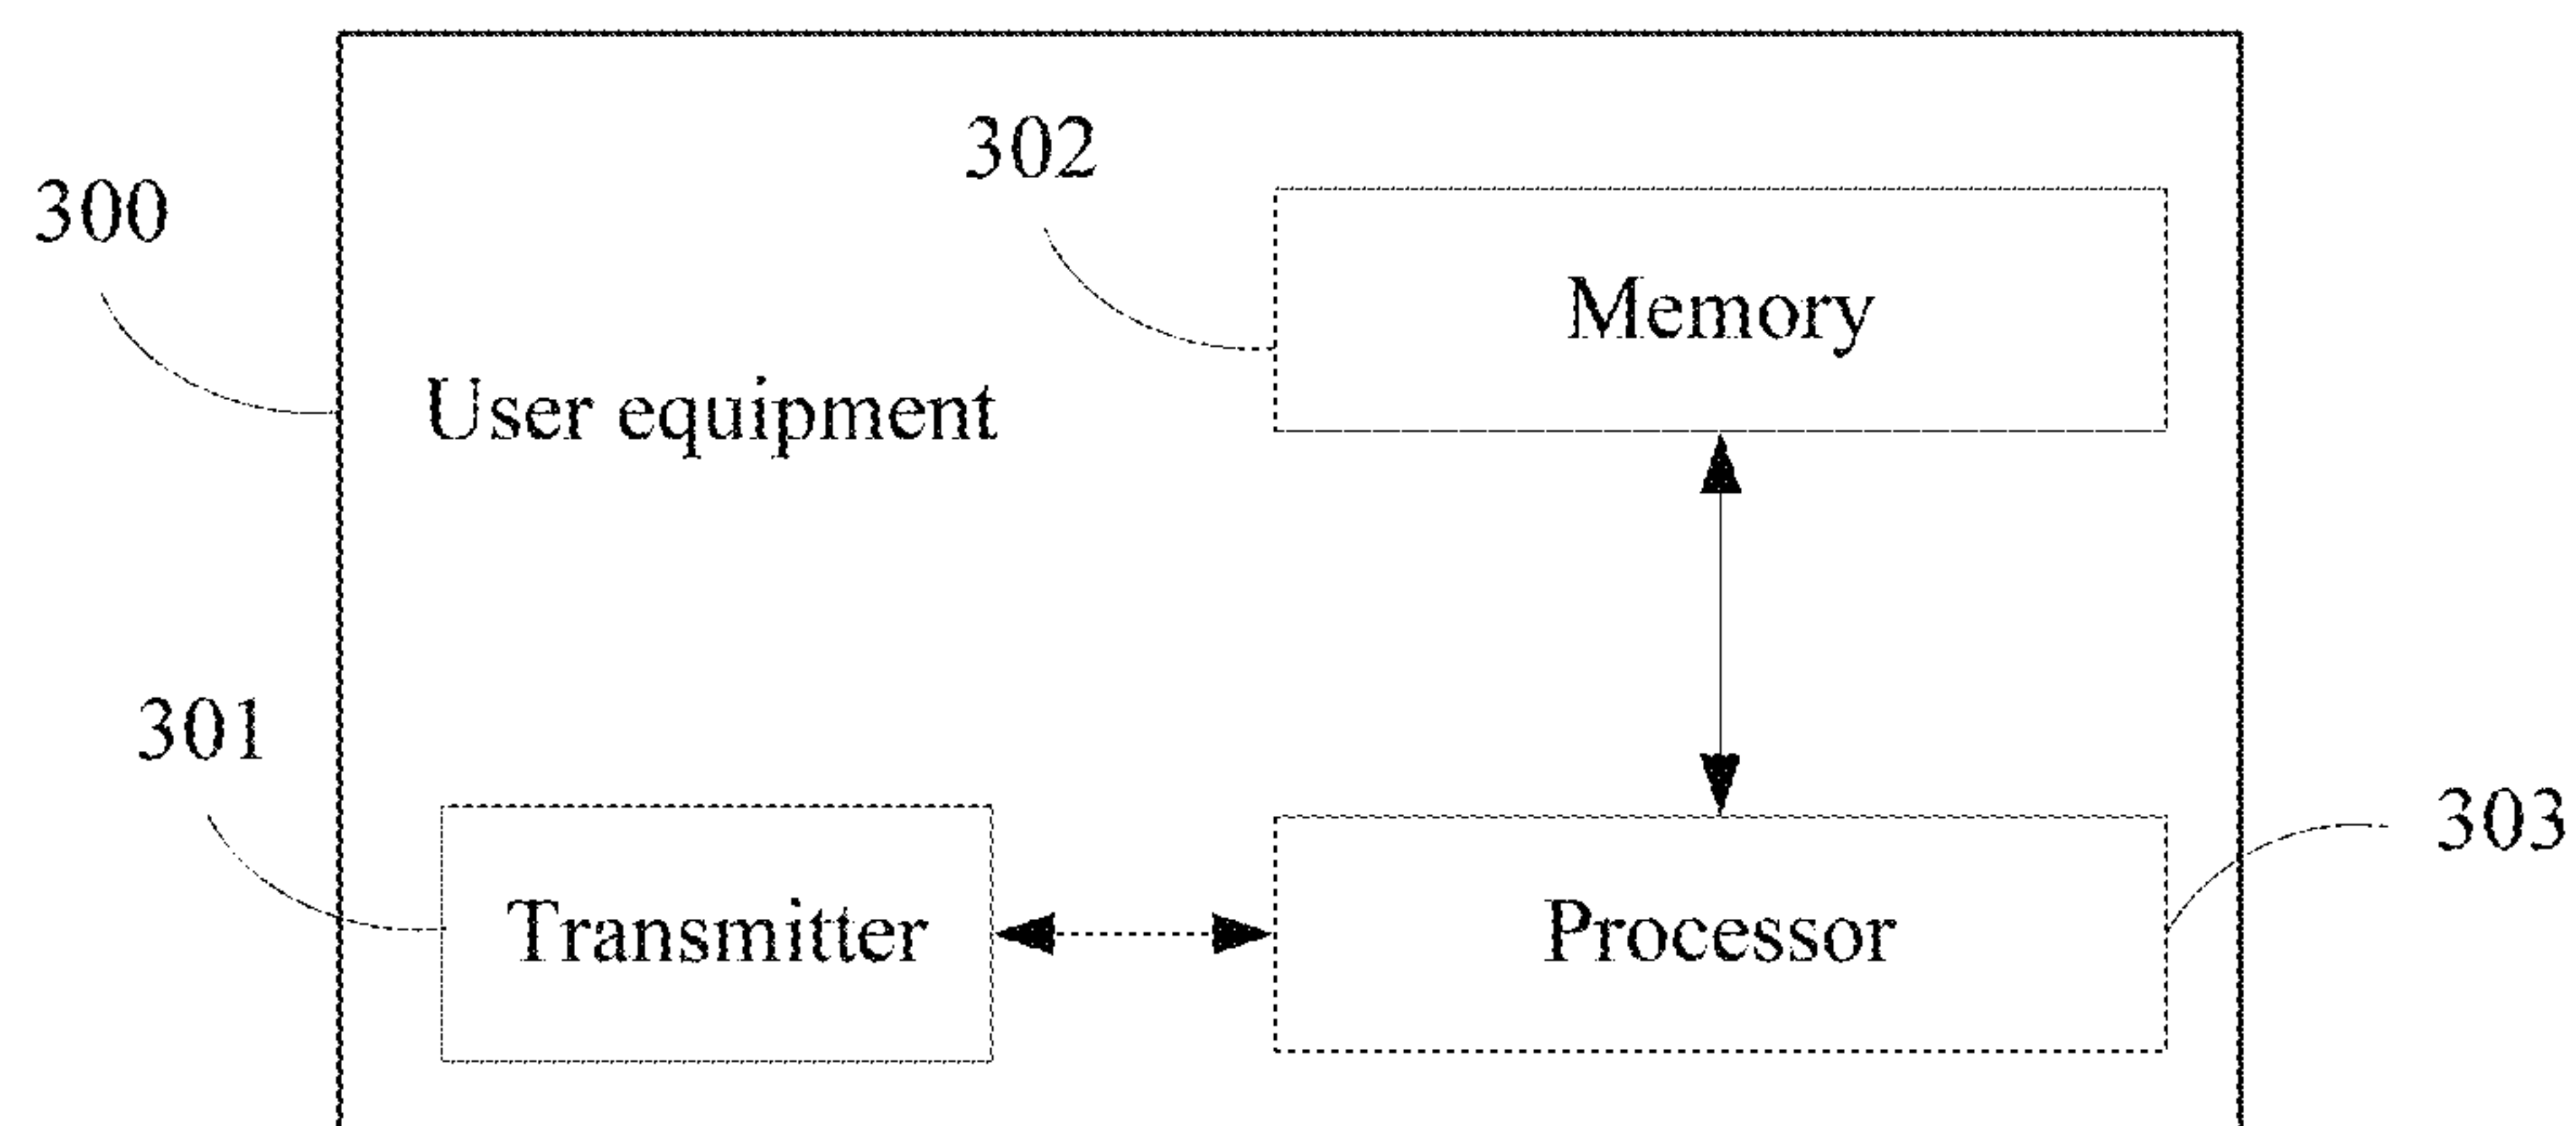 302
300
Memory
User equipment
301
303
Transmitter
Processor